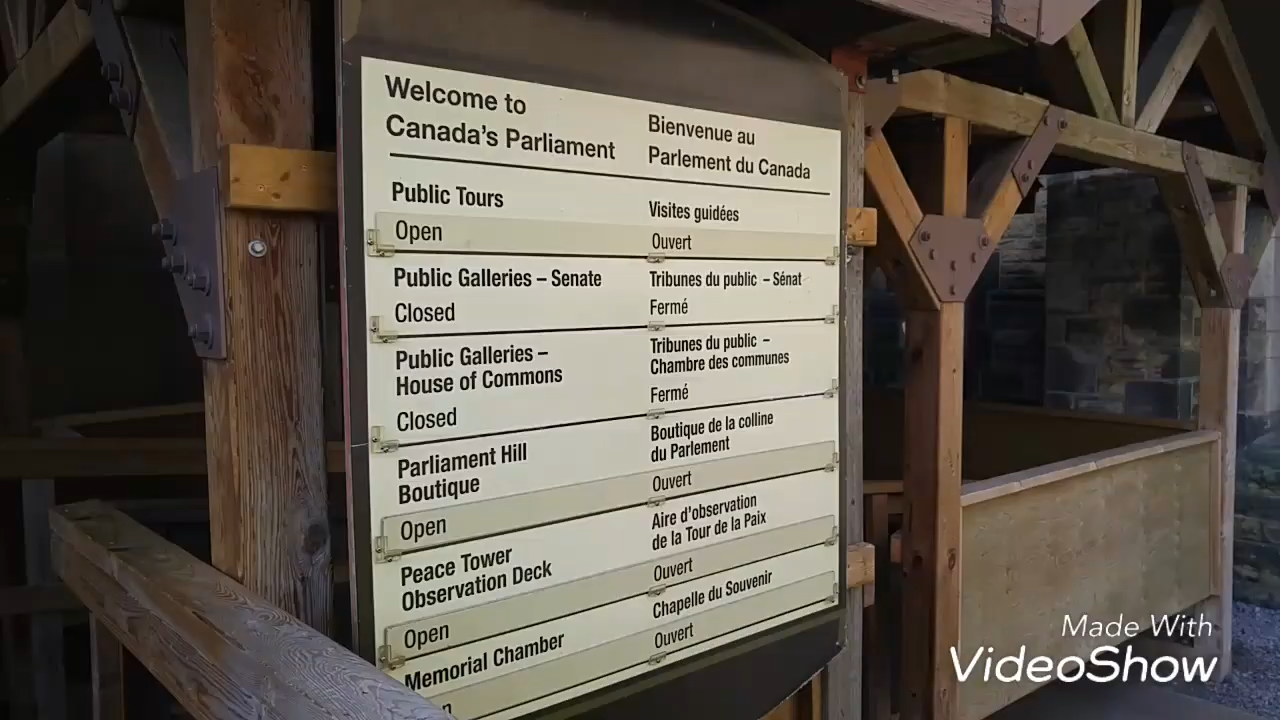 Welcome to
Canada's Parliament
Bienvenue au
Parlement du Canada
Public Tours
Visites guidées
Open
Ouvert
Public Galleries – Senate
Tribunes du public – Sénat
Closed
Fermé
Public Galleries –
House of Commons
Tribunes du public –
Chambre des communes
Closed
Fermé
Parliament Hill
Boutique
Boutique de la colline
du Parlement
Open
Ouvert
Peace Tower
Observation Deck
Aire d'observation
de la Tour de la Paix
Open
Ouvert
Memorial Chamber
Chapelle du Souvenir
Ouvert
Made With
VideoShow